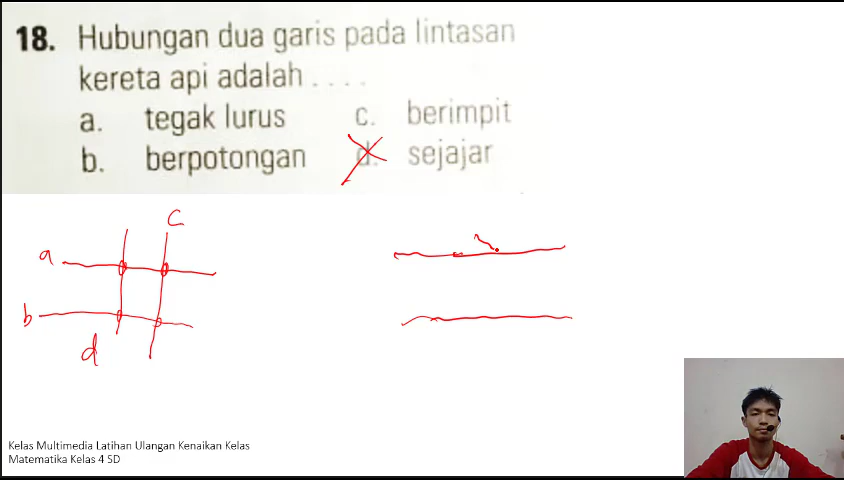 18. Hubungan dua garis pada lintasan
kereta api adalah . . . .
a. tegak lurus c. berimpit
b. berpotongan d. sejajar
c
a
b
d
Kelas Multimedia Latihan Ulangan Kenaikan Kelas
Matematika Kelas 4 SD